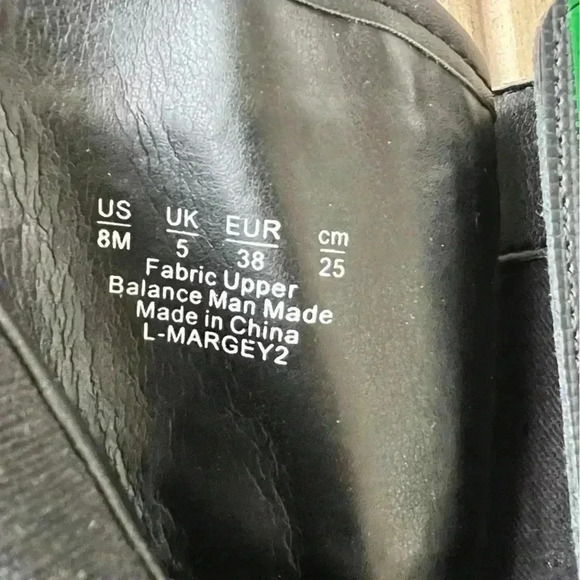 US UK EUR cm
8M 5 38 25
Fabric Upper
Balance Man Made
Made in China
L-MARGEY2